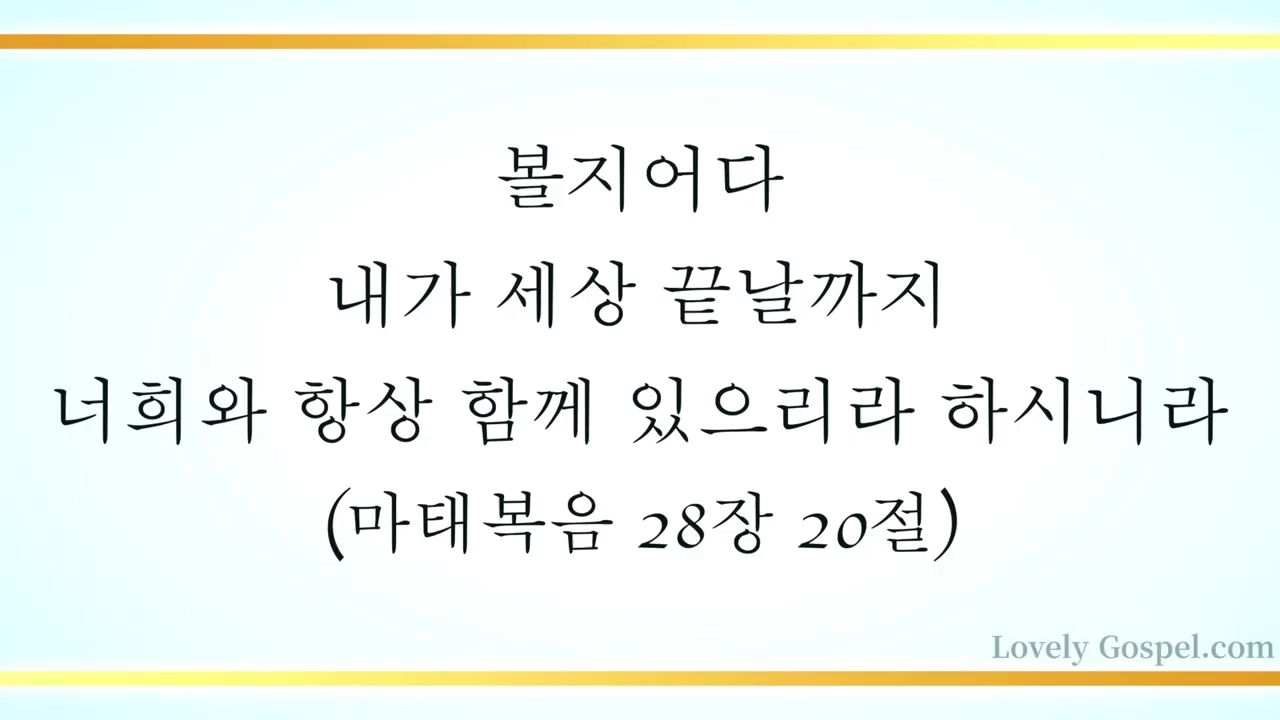 볼지어다
내가 세상 끝날까지
너희와 항상 함께 있으리라 하시니라
(마태복음 28장 20절)
Lovely Gospel.com